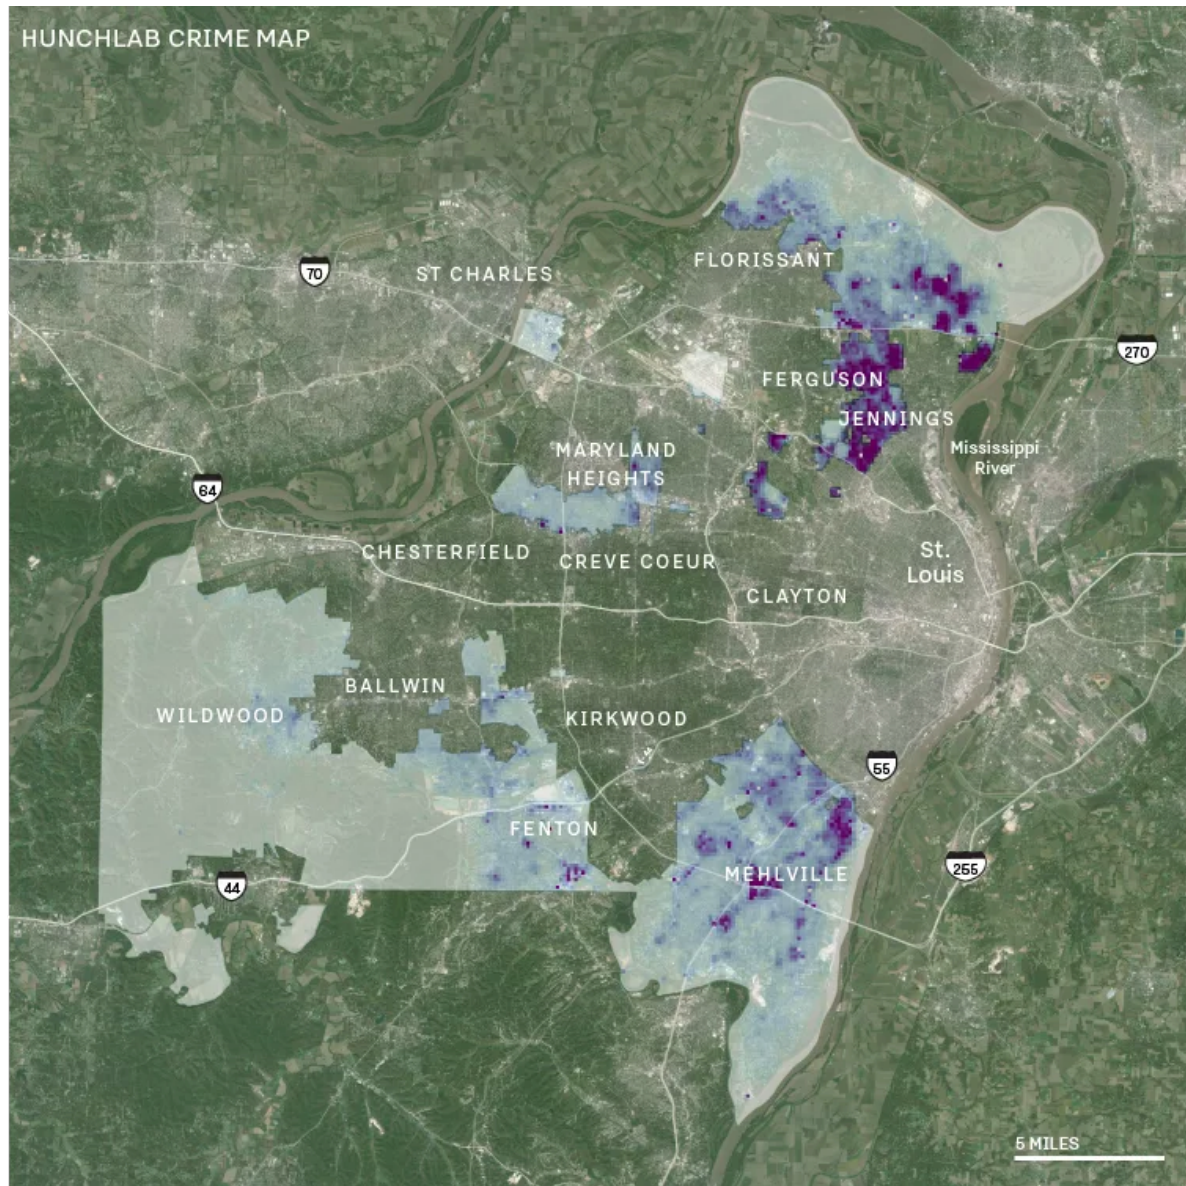 HUNCHLAB CRIME MAP
70
ST CHARLES
FLORISSANT
270
FERGUSON
JENNINGS
MARYLAND
HEIGHTS
Mississippi
River
64
CHESTERFIELD
CREVE COEUR
St.
Louis
CLAYTON
BALLWIN
WILDWOOD
KIRKWOOD
55
FENTON
MEHLVILLE
255
44
5 MILES